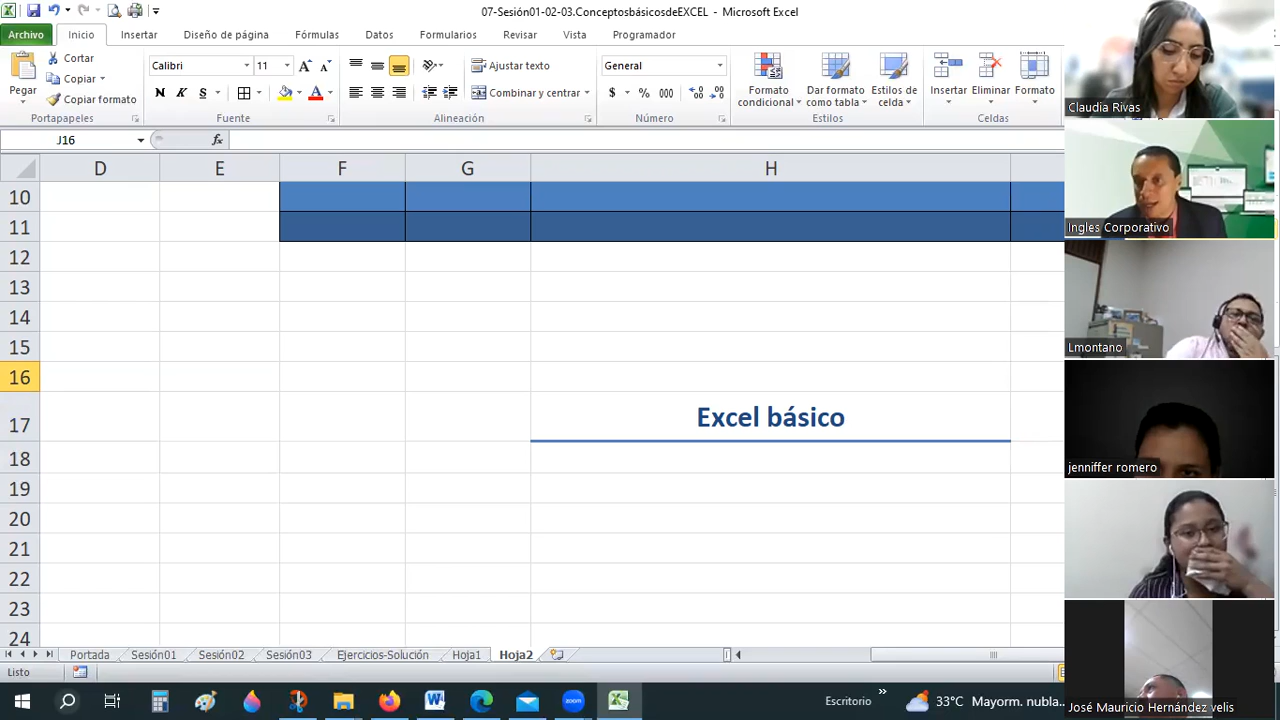 07-Sesión01-02-03.ConceptosbásicosdeEXCEL - Microsoft Excel
Archivo Inicio Insertar Diseño de página Fórmulas Datos Formularios Revisar Vista Programador
Pegar
Cortar
Copiar
Copiar formato
Portapapeles
Calibri 11
N K S
Fuente
Ajustar texto
Combinar y centrar
Alineación
General
$ % 000
Número
Formato condicional
Dar formato como tabla
Estilos de celda
Estilos
Insertar
Eliminar
Formato
Celdas
J16 fx
D E F G H
10
11
12
13
14
15
16
17 Excel básico
18
19
20
21
22
23
24
Portada Sesión01 Sesión02 Sesión03 Ejercicios-Solución Hoja1 Hoja2
Listo
Escritorio 33°C Mayorm. nubla...
Claudia Rivas
Ingles Corporativo
Lmontano
jenniffer romero
José Mauricio Hernández velis